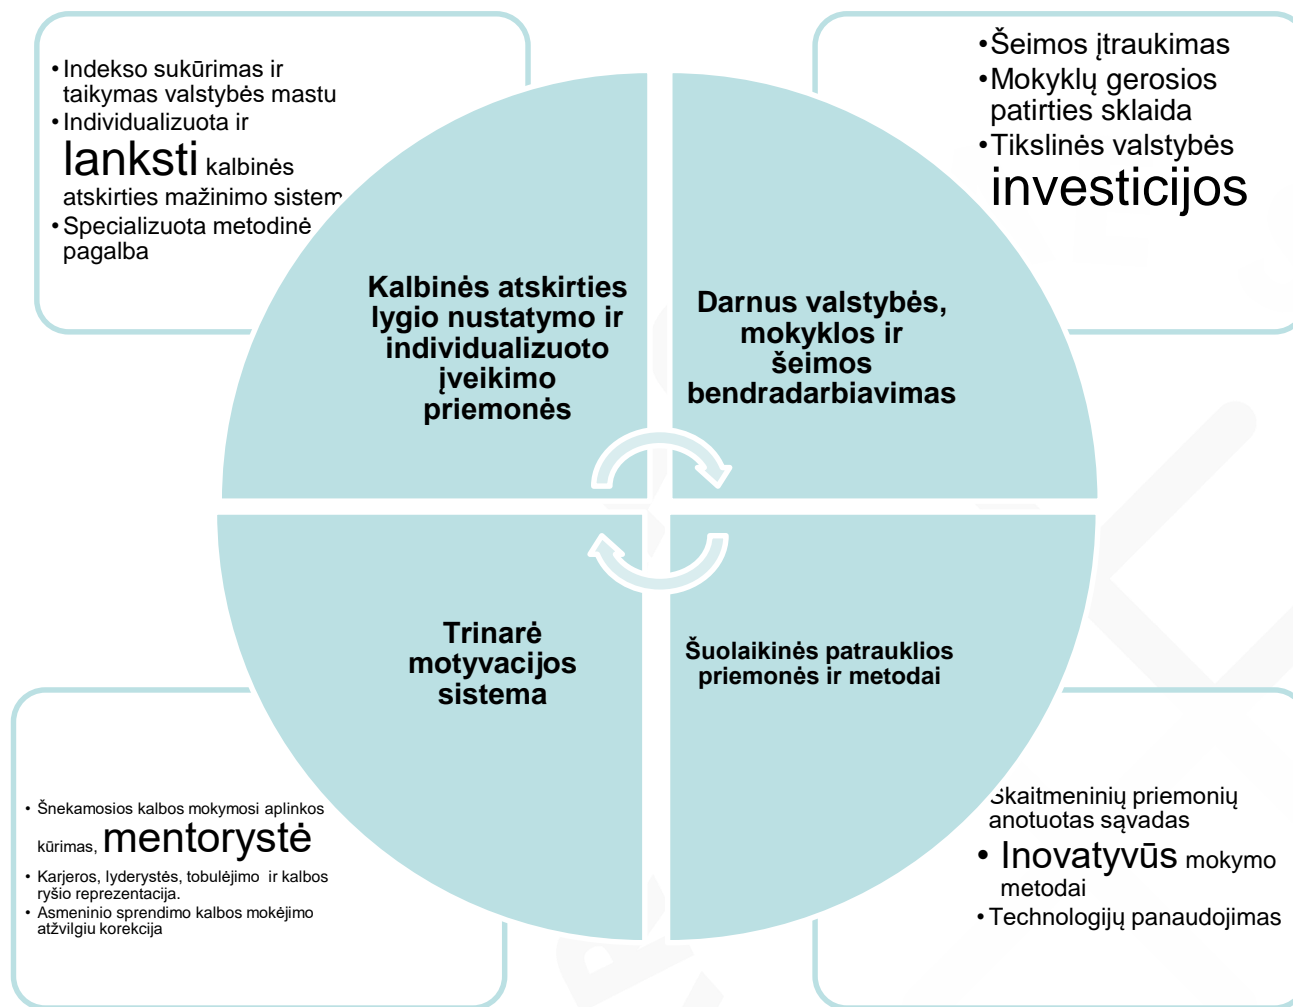 •Indekso sukūrimas ir
taikymas valstybės mastu
•Individualizuota ir
lanksti kalbinės
atskirties mažinimo sistem
•Specializuota metodinė
pagalba
•Šeimos įtraukimas
•Mokyklų gerosios
patirties sklaida
•Tikslinės valstybės
investicijos
Kalbinės atskirties
lygio nustatymo ir
individualizuoto
įveikimo
priemonės
Darnus valstybės,
mokyklos ir
šeimos
bendradarbiavimas
Trinarė
motyvacijos
sistema
Šuolaikinės patrauklios
priemonės ir metodai
• Šnekamosios kalbos mokymosi aplinkos
kūrimas, mentorystė
• Karjeros, lyderystės, tobulėjimo ir kalbos
ryšio reprezentacija.
• Asmeninio sprendimo kalbos mokėjimo
atžvilgiu korekcija
Skaitmeninių priemonių
anotuotas sąvadas
• Inovatyvūs mokymo
metodai
•Technologijų panaudojimas